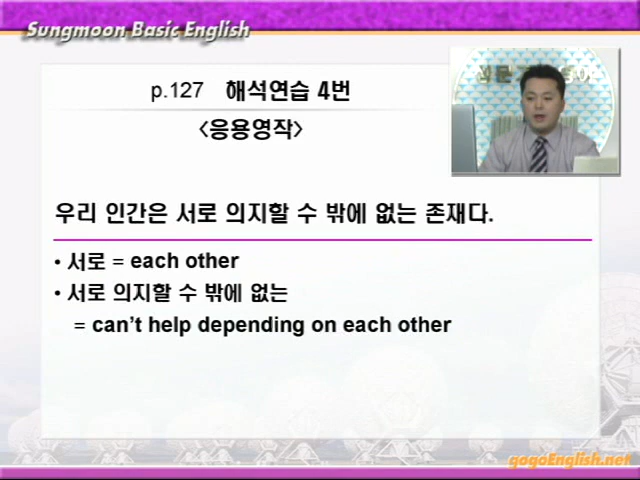 Sungmoon Basic English
p.127 해석연습 4번
<응용영작>
우리 인간은 서로 의지할 수 밖에 없는 존재다.
• 서로 = each other
• 서로 의지할 수 밖에 없는
= can't help depending on each other
gogoEnglish.net